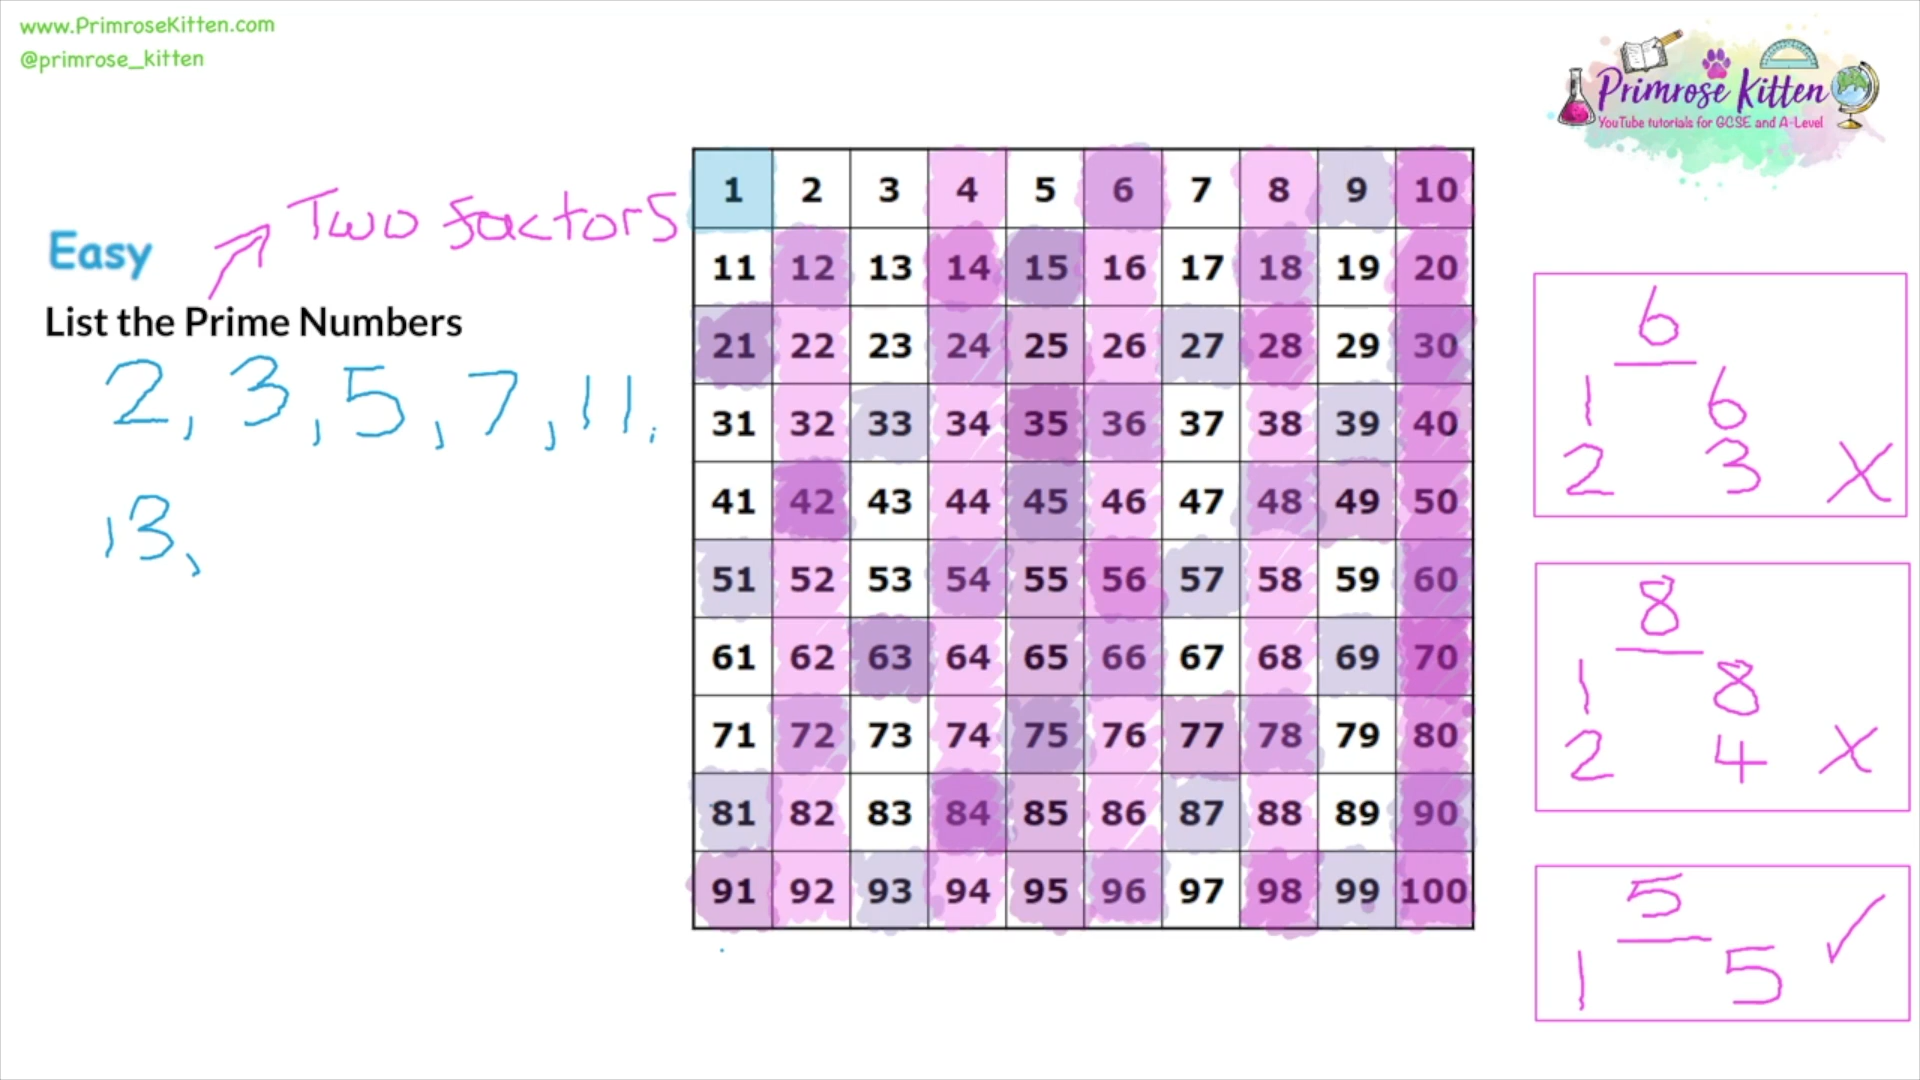 www.PrimroseKitten.com
@primrose_kitten
Primrose Kitten
YouTube tutorials for GCSE and A-Level
Two factors
Easy
List the Prime Numbers
2, 3, 5, 7, 11,
13,
1 2 3 4 5 6 7 8 9 10
11 12 13 14 15 16 17 18 19 20
21 22 23 24 25 26 27 28 29 30
31 32 33 34 35 36 37 38 39 40
41 42 43 44 45 46 47 48 49 50
51 52 53 54 55 56 57 58 59 60
61 62 63 64 65 66 67 68 69 70
71 72 73 74 75 76 77 78 79 80
81 82 83 84 85 86 87 88 89 90
91 92 93 94 95 96 97 98 99 100
6
1 6
2 3 X
8
1 8
2 4 X
5
1 5 ✓